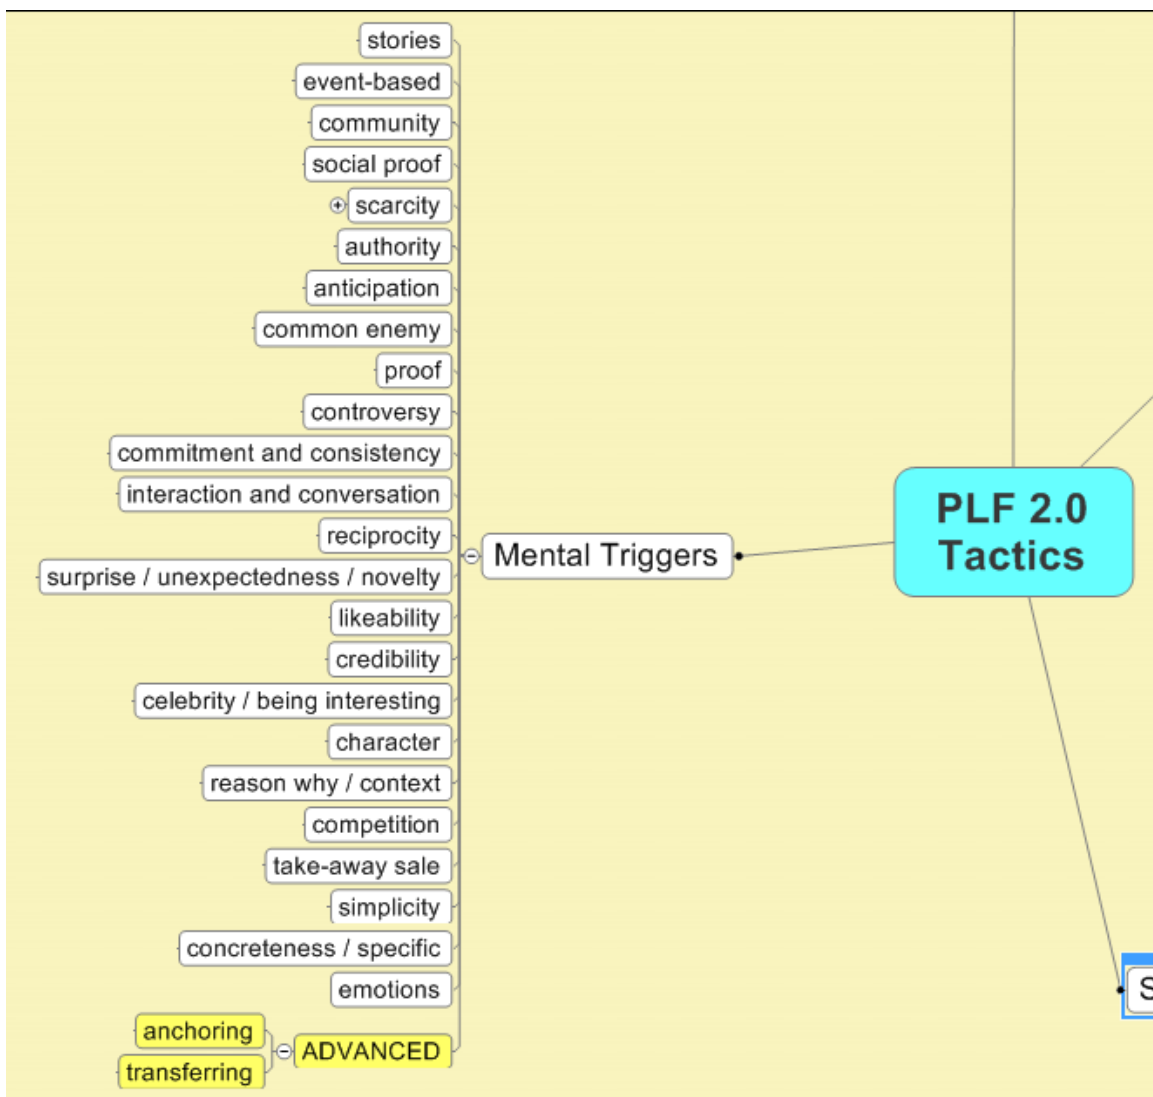 stories
event-based
community
social proof
scarcity
authority
anticipation
common enemy
proof
controversy
commitment and consistency
interaction and conversation
reciprocity
surprise / unexpectedness / novelty
likeability
credibility
celebrity / being interesting
character
reason why / context
competition
take-away sale
simplicity
concreteness / specific
emotions
anchoring
transferring
ADVANCED
Mental Triggers
PLF 2.0
Tactics
S